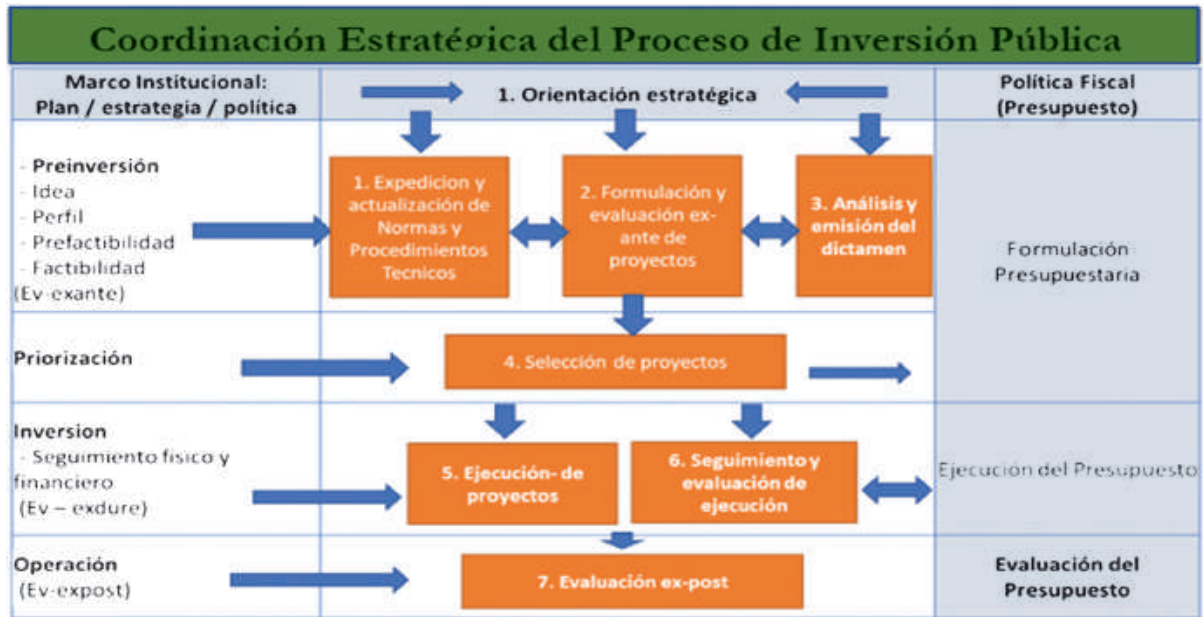 Coordinación Estratégica del Proceso de Inversión Pública
Marco Institucional:
Plan / estrategia / política
1. Orientación estratégica
Política Fiscal
(Presupuesto)
- Preinversión
- Idea
- Perfil
- Prefactibilidad
- Factibilidad
(Ev-exante)
1. Expedicion y
actualización de
Normas y
Procedimientos
Tecnicos
2. Formulación y
evaluación ex-
ante de
proyectos
3. Análisis y
emisión del
dictamen
Formulación
Presupuestaria
Priorización
4. Selección de proyectos
Inversion
- Seguimiento fisico y
financiero
(Ev – exdure)
5. Ejecución- de
proyectos
6. Seguimiento y
evaluación de
ejecución
Ejecución del Presupuesto
Operación
(Ev-expost)
7. Evaluación ex-post
Evaluación del
Presupuesto